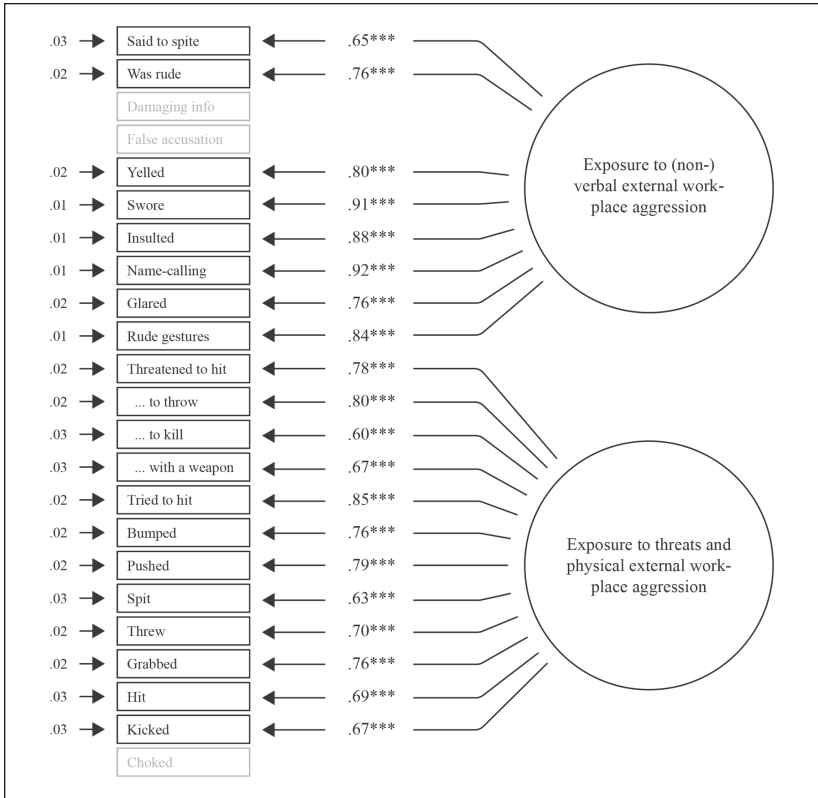 .03 Said to spite .65***
.02 Was rude .76***
Damaging info
False accusation
.02 Yelled .80***
.01 Swore .91***
.01 Insulted .88***
.01 Name-calling .92***
.02 Glared .76***
.01 Rude gestures .84***
Exposure to (non-)
verbal external work-
place aggression
.02 Threatened to hit .78***
.02 ... to throw .80***
.03 ... to kill .60***
.03 ... with a weapon .67***
.02 Tried to hit .85***
.02 Bumped .76***
.02 Pushed .79***
.03 Spit .63***
.02 Threw .70***
.02 Grabbed .76***
.03 Hit .69***
.03 Kicked .67***
Choked
Exposure to threats and
physical external work-
place aggression